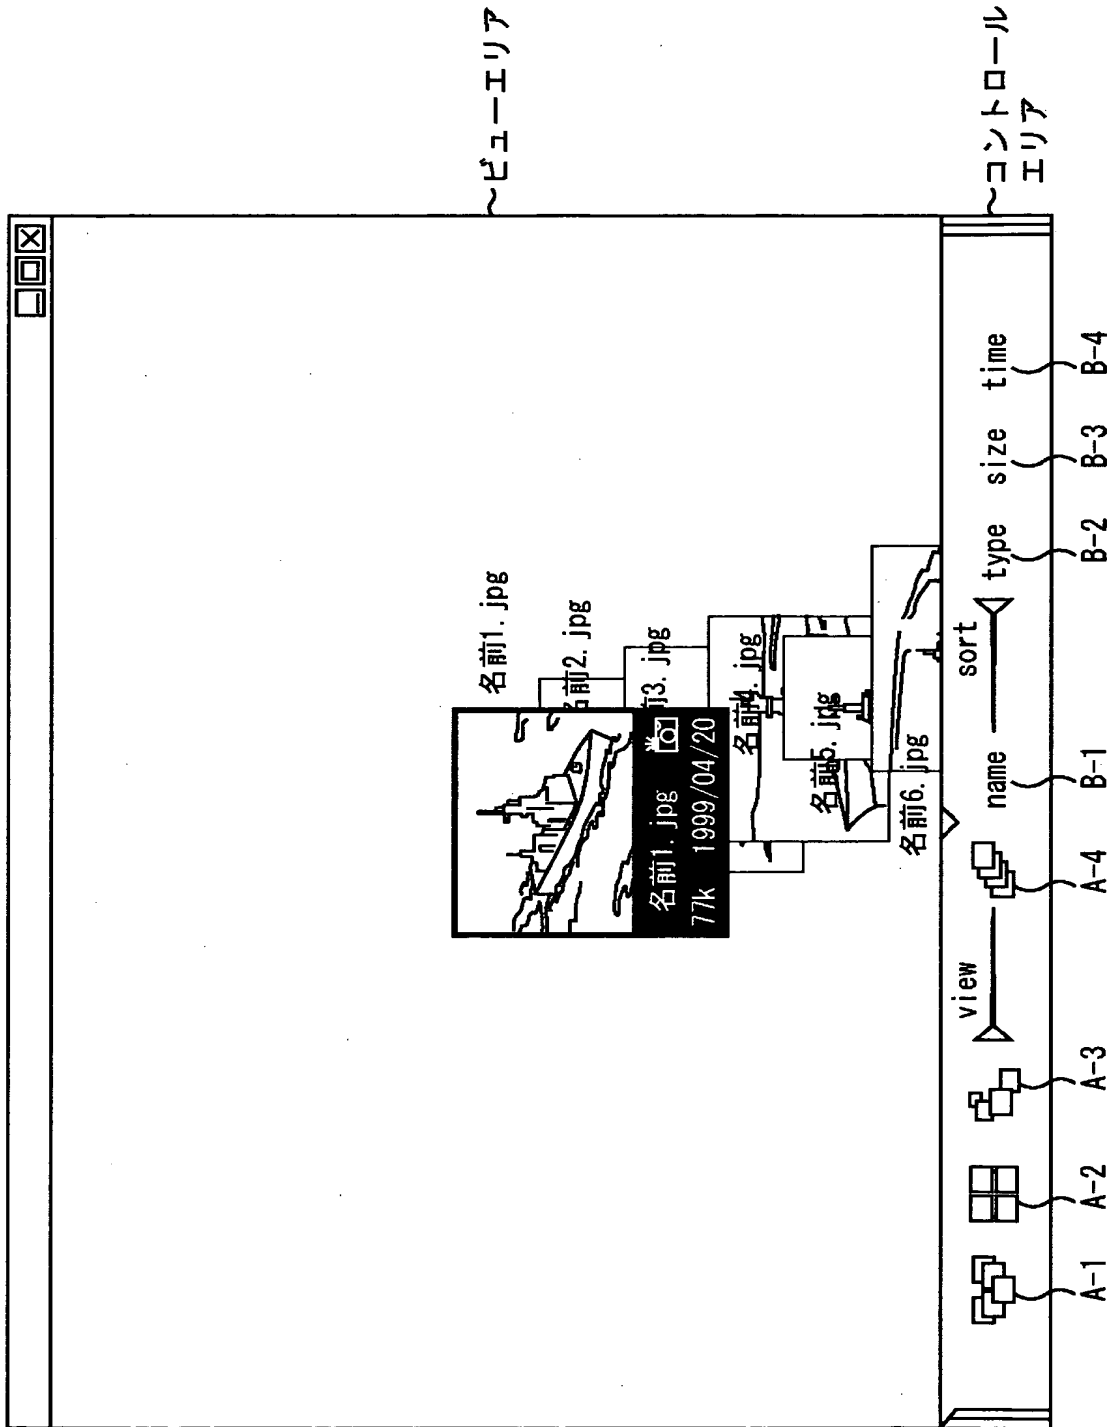 ビューエリア
名前1.jpg
名前2.jpg
前3.jpg
名前4.jpg
名前5.jpg
名前6.jpg
名前1.jpg
77k 1999/04/20
view
sort
name type size time
コントロール
エリア
A-1 A-2 A-3 A-4 B-1 B-2 B-3 B-4